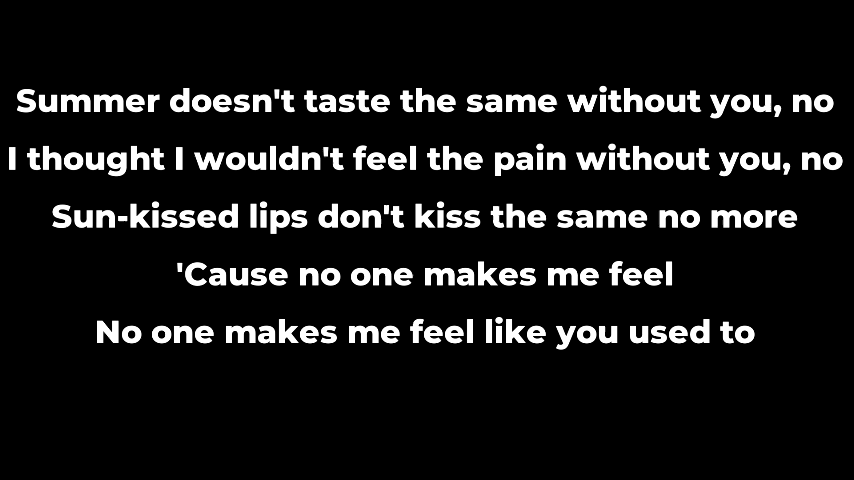 Summer doesn't taste the same without you, no
I thought I wouldn't feel the pain without you, no
Sun-kissed lips don't kiss the same no more
'Cause no one makes me feel
No one makes me feel like you used to